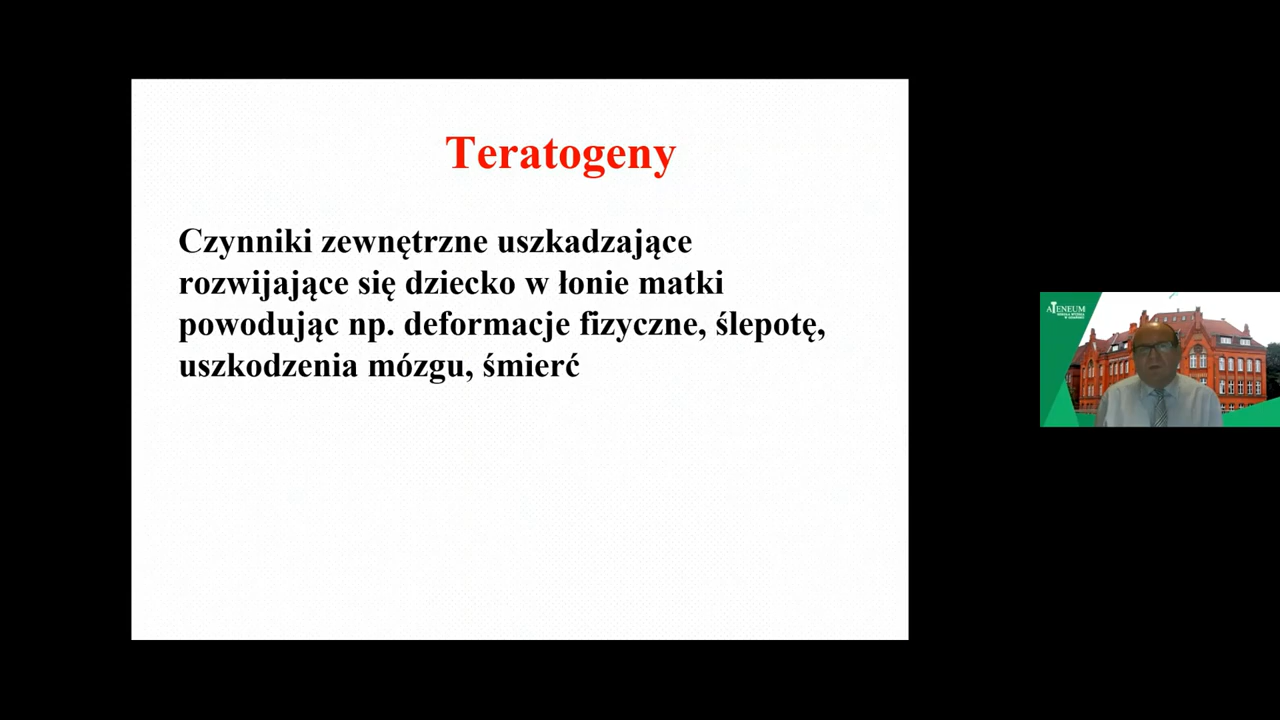 Teratogeny
Czynniki zewnętrzne uszkadzające
rozwijające się dziecko w łonie matki
powodując np. deformacje fizyczne, ślepotę,
uszkodzenia mózgu, śmierć
ATENEUM